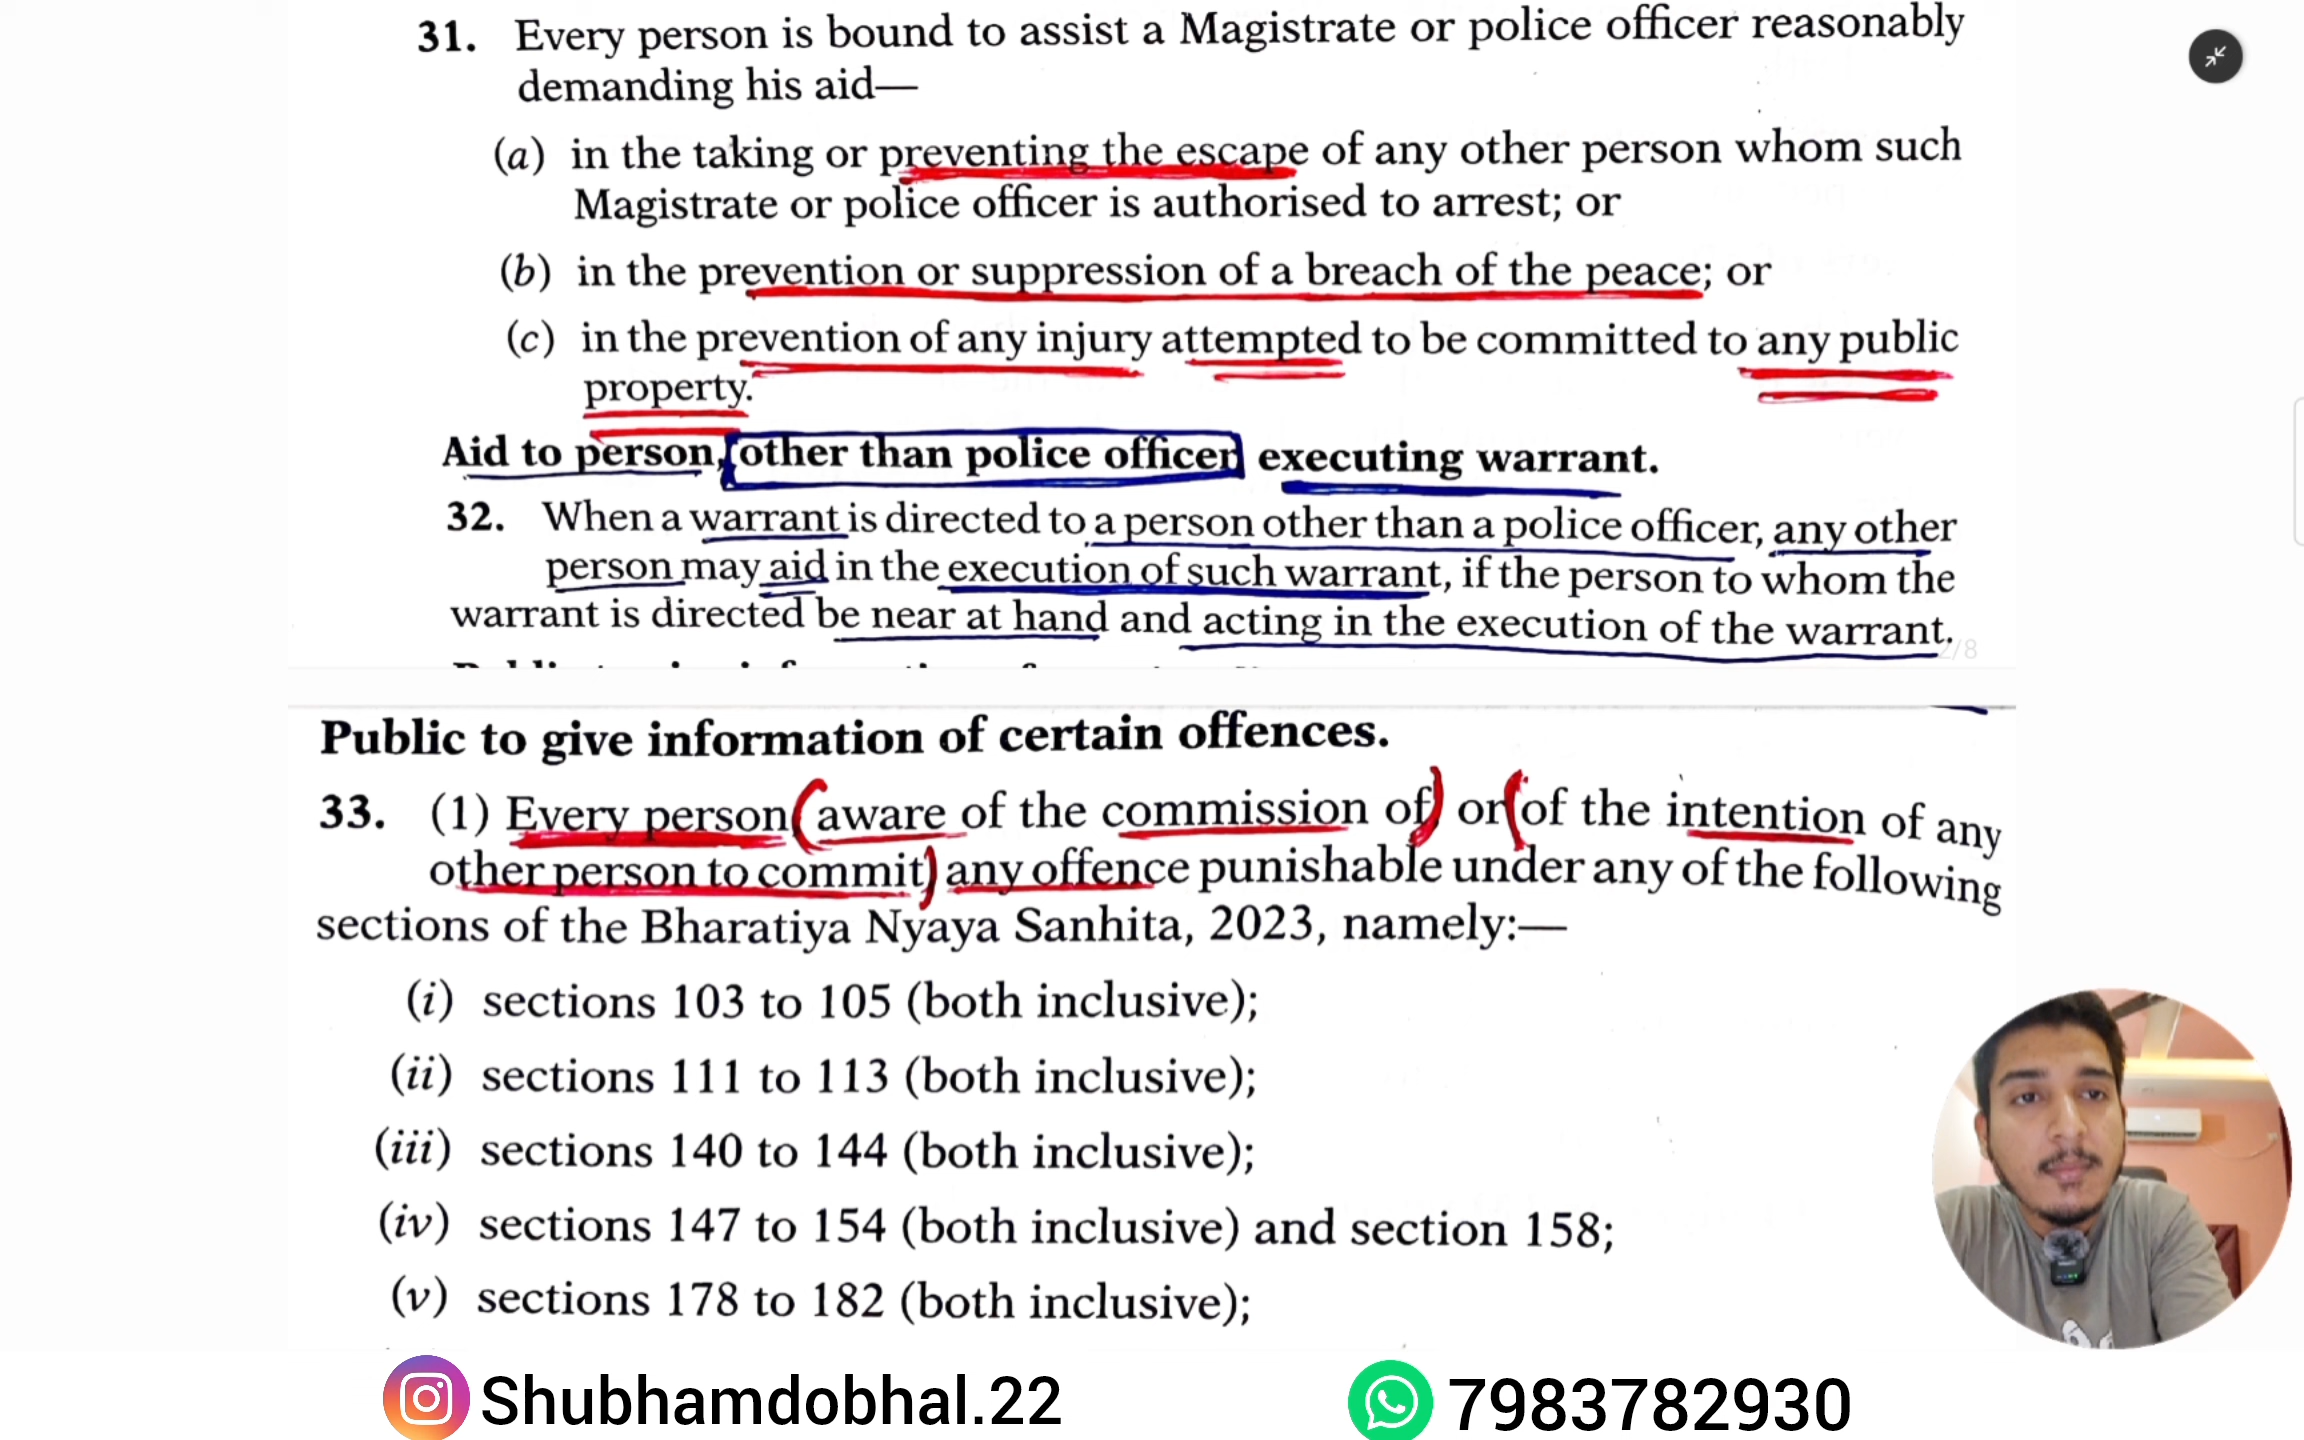 31. Every person is bound to assist a Magistrate or police officer reasonably
demanding his aid—
(a) in the taking or preventing the escape of any other person whom such
Magistrate or police officer is authorised to arrest; or
(b) in the prevention or suppression of a breach of the peace; or
(c) in the prevention of any injury attempted to be committed to any public
property.
Aid to person, other than police officer executing warrant.
32. When a warrant is directed to a person other than a police officer, any other
person may aid in the execution of such warrant, if the person to whom the
warrant is directed be near at hand and acting in the execution of the warrant.
2/8
Public to give information of certain offences.
33. (1) Every person (aware of the commission of) or (of the intention of any
other person to commit) any offence punishable under any of the following
sections of the Bharatiya Nyaya Sanhita, 2023, namely:—
(i) sections 103 to 105 (both inclusive);
(ii) sections 111 to 113 (both inclusive);
(iii) sections 140 to 144 (both inclusive);
(iv) sections 147 to 154 (both inclusive) and section 158;
(v) sections 178 to 182 (both inclusive);
Shubhamdobhal.22
7983782930